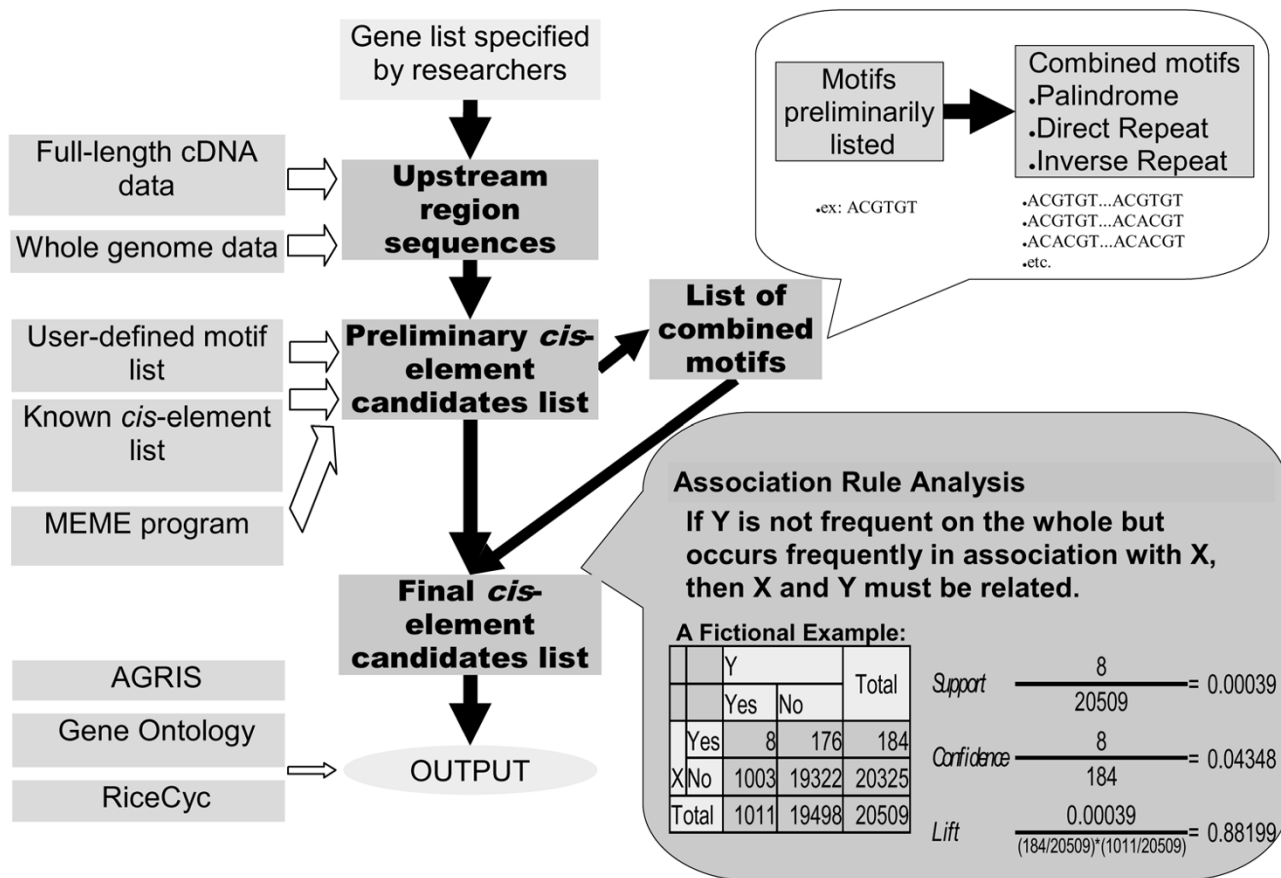 Gene list specified
by researchers
Full-length cDNA
data
Whole genome data
Upstream
region
sequences
User-defined motif
list
Known cis-element
list
MEME program
Preliminary cis-
element
candidates list
List of
combined
motifs
Motifs
preliminarily
listed
•ex: ACGTGT
Combined motifs
•Palindrome
•Direct Repeat
•Inverse Repeat
•ACGTGT...ACGTGT
•ACGTGT...ACACGT
•ACACGT...ACACGT
•etc.
Final cis-
element
candidates list
AGRIS
Gene Ontology
RiceCyc
OUTPUT
Association Rule Analysis
If Y is not frequent on the whole but
occurs frequently in association with X,
then X and Y must be related.
A Fictional Example:
Y Total
Yes No
X Yes 8 176 184
No 1003 19322 20325
Total 1011 19498 20509
Support 8 / 20509 = 0.00039
Confidence 8 / 184 = 0.04348
Lift 0.00039 / (184/20509)*(1011/20509) = 0.88199